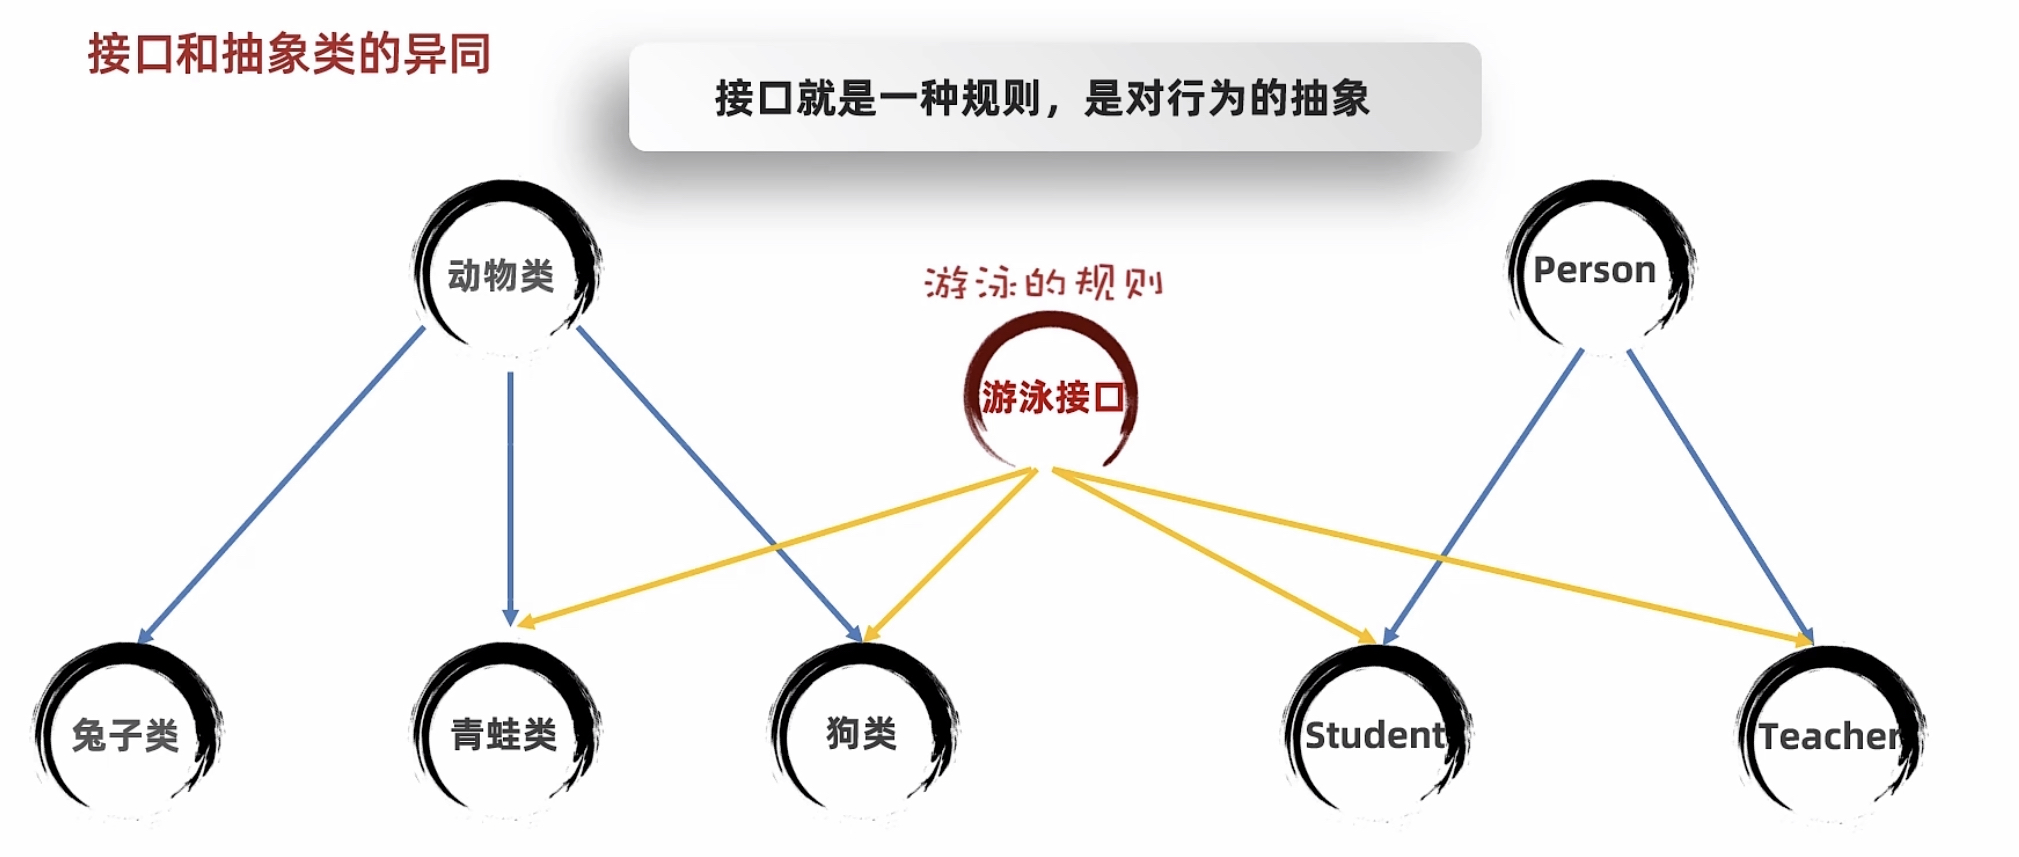 接口和抽象类的异同
接口就是一种规则，是对行为的抽象
动物类
Person
游泳的规则
游泳接口
兔子类
青蛙类
狗类
Student
Teacher